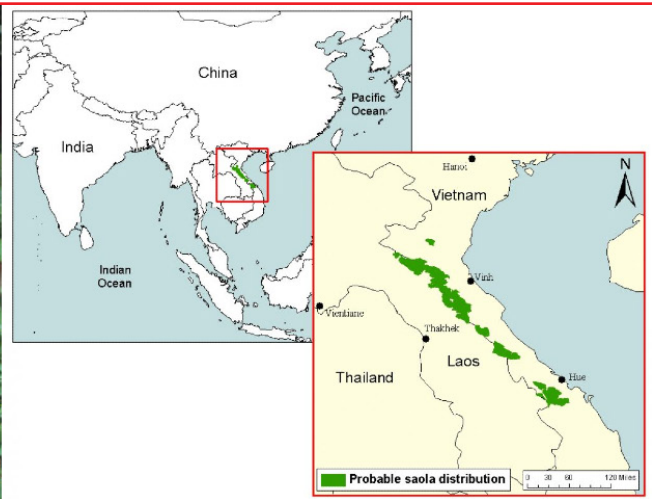 China
Pacific
Ocean
India
Indian
Ocean
N
Hanoi
Vietnam
Vinh
Vientiane
Thakhek
Laos
Hue
Thailand
Probable saola distribution
0 30 60 120 Miles